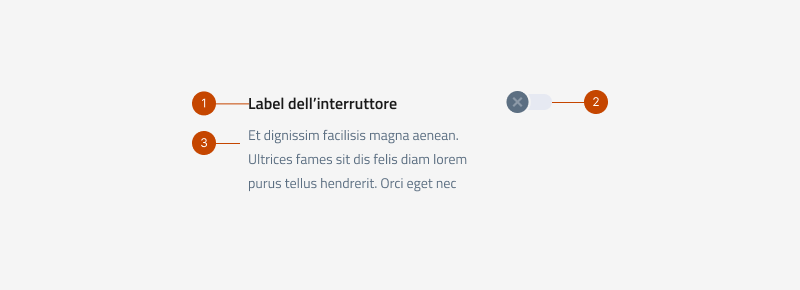 1 Label dell’interruttore 2
3 Et dignissim facilisis magna aenean.
Ultrices fames sit dis felis diam lorem
purus tellus hendrerit. Orci eget nec